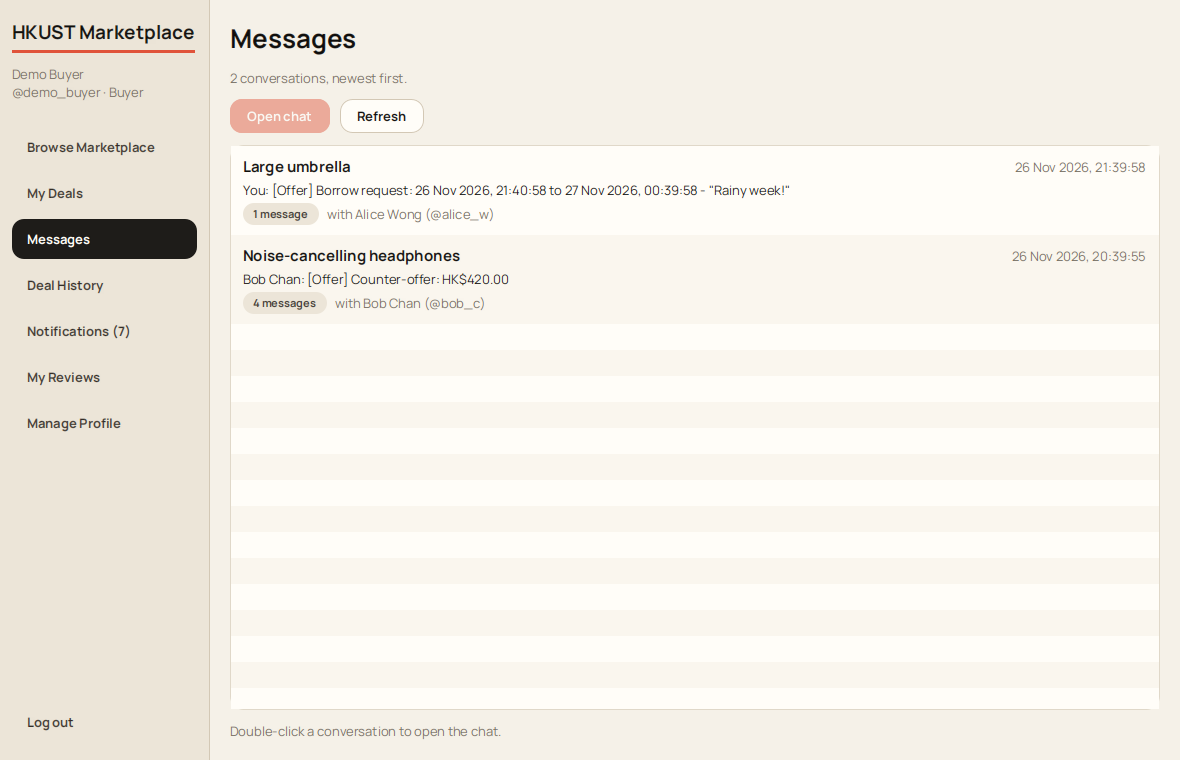 HKUST Marketplace
Demo Buyer
@demo_buyer · Buyer
Browse Marketplace
My Deals
Messages
Deal History
Notifications (7)
My Reviews
Manage Profile
Log out
Messages
2 conversations, newest first.
Open chat
Refresh
Large umbrella
26 Nov 2026, 21:39:58
You: [Offer] Borrow request: 26 Nov 2026, 21:40:58 to 27 Nov 2026, 00:39:58 - "Rainy week!"
1 message
with Alice Wong (@alice_w)
Noise-cancelling headphones
26 Nov 2026, 20:39:55
Bob Chan: [Offer] Counter-offer: HK$420.00
4 messages
with Bob Chan (@bob_c)
Double-click a conversation to open the chat.